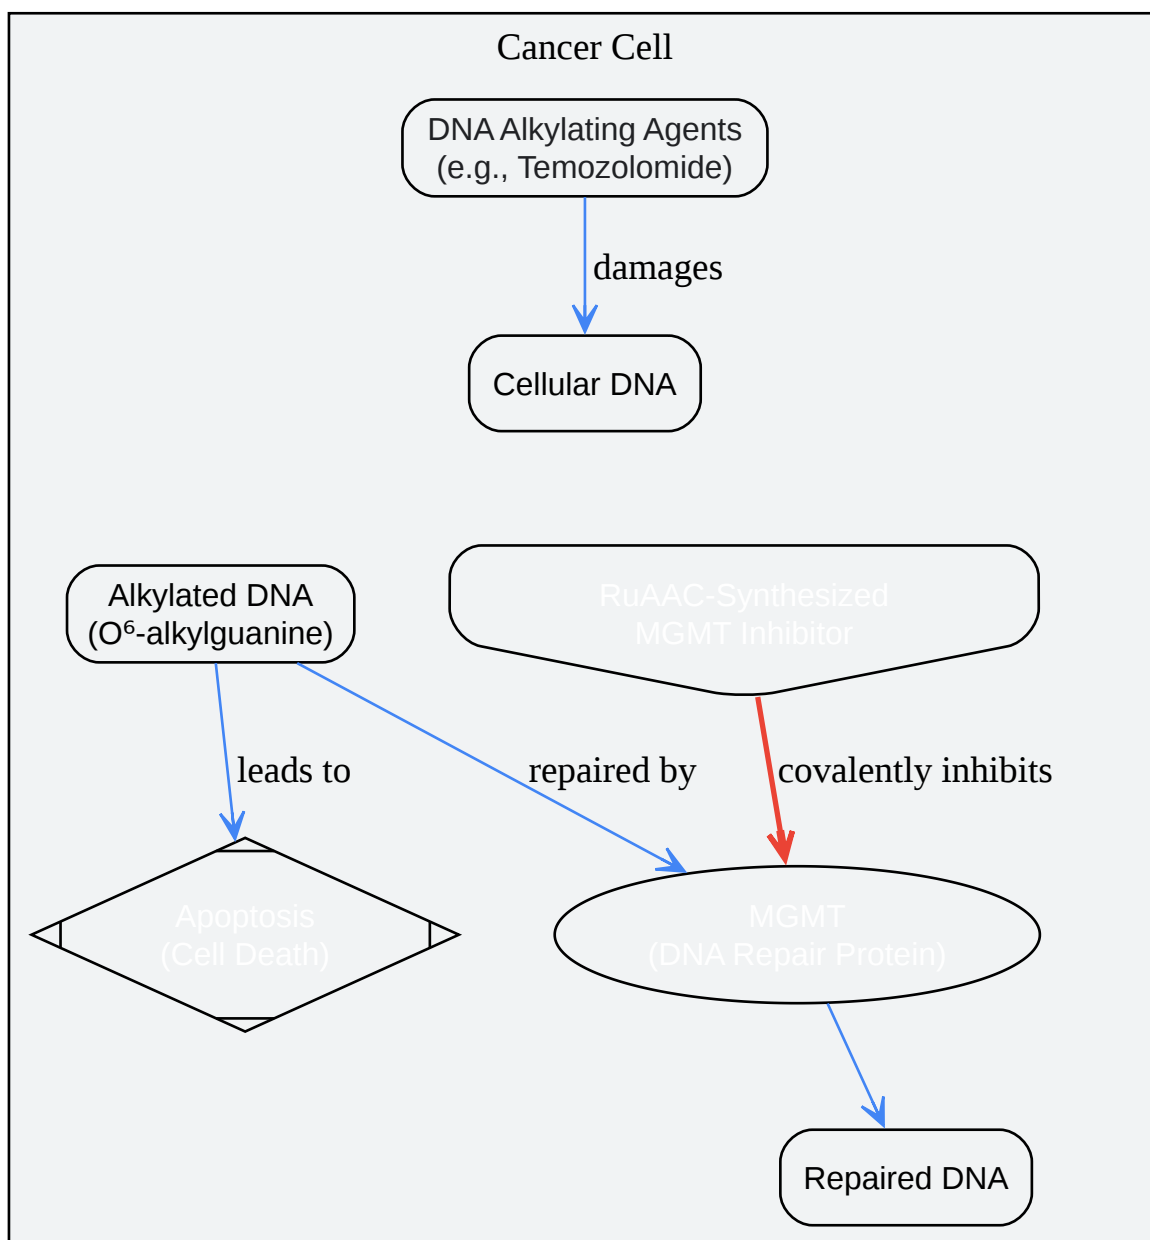 Cancer Cell
DNA Alkylating Agents
(e.g., Temozolomide)
damages
Cellular DNA
Alkylated DNA
(O⁶-alkylguanine)
RuAAC-Synthesized
MGMT Inhibitor
leads to
repaired by
covalently inhibits
Apoptosis
(Cell Death)
MGMT
(DNA Repair Protein)
Repaired DNA